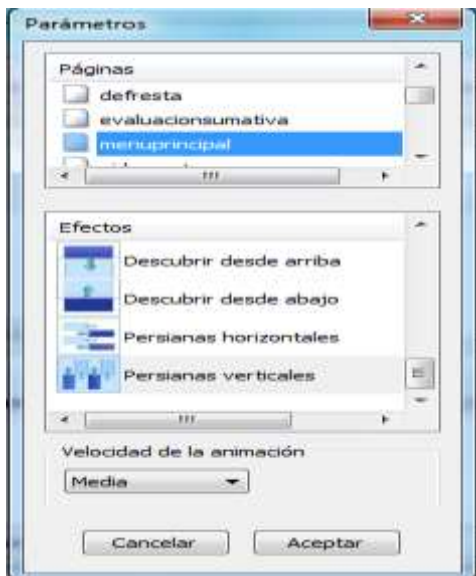 Parámetros
Páginas
defresta
evaluacionsumativa
menuprincipal
Efectos
Descubrir desde arriba
Descubrir desde abajo
Persianas horizontales
Persianas verticales
Velocidad de la animación
Media
Cancelar Aceptar